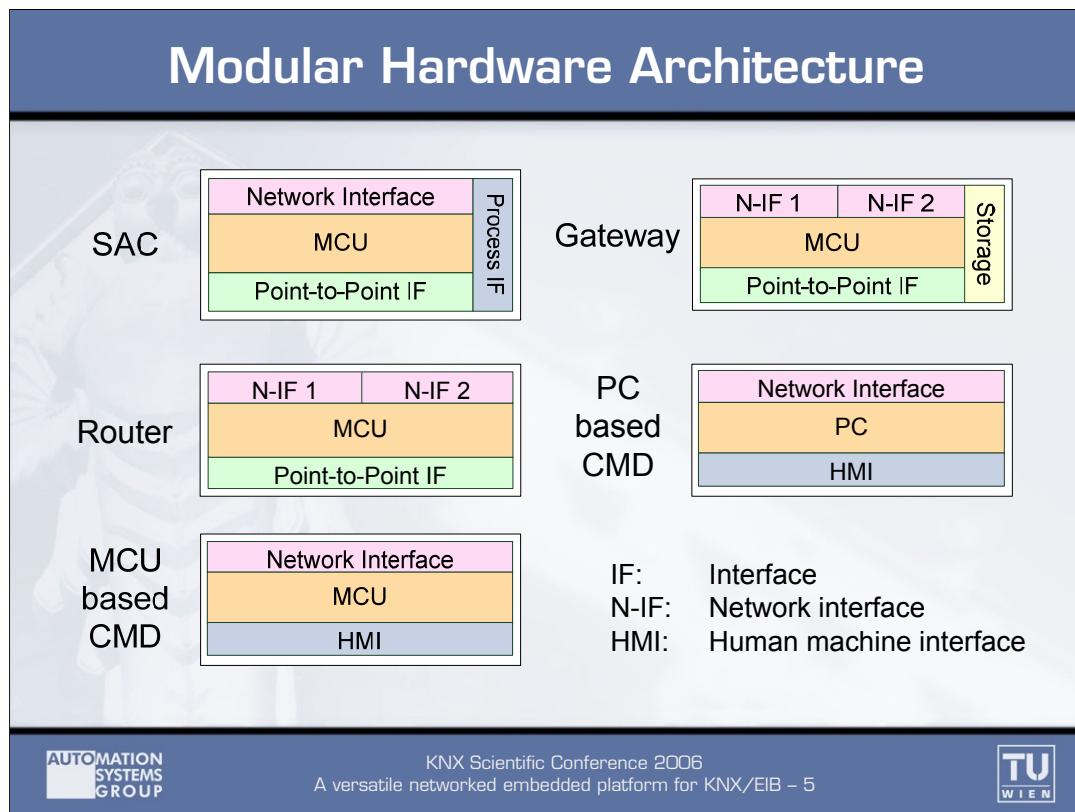 Modular Hardware Architecture
SAC
Network Interface
MCU
Point-to-Point IF
Process IF
Gateway
N-IF 1
N-IF 2
MCU
Point-to-Point IF
Storage
Router
N-IF 1
N-IF 2
MCU
Point-to-Point IF
PC
based
CMD
Network Interface
PC
HMI
MCU
based
CMD
Network Interface
MCU
HMI
IF: Interface
N-IF: Network interface
HMI: Human machine interface
AUTOMATION
SYSTEMS
GROUP
KNX Scientific Conference 2006
A versatile networked embedded platform for KNX/EIB – 5
TU
WIEN